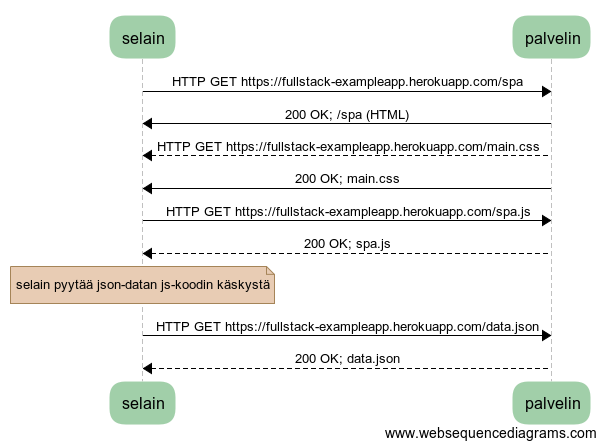 selain palvelin
HTTP GET https://fullstack-exampleapp.herokuapp.com/spa
200 OK; /spa (HTML)
HTTP GET https://fullstack-exampleapp.herokuapp.com/main.css
200 OK; main.css
HTTP GET https://fullstack-exampleapp.herokuapp.com/spa.js
200 OK; spa.js
selain pyytää json-datan js-koodin käskystä
HTTP GET https://fullstack-exampleapp.herokuapp.com/data.json
200 OK; data.json
selain palvelin
www.websequencediagrams.com